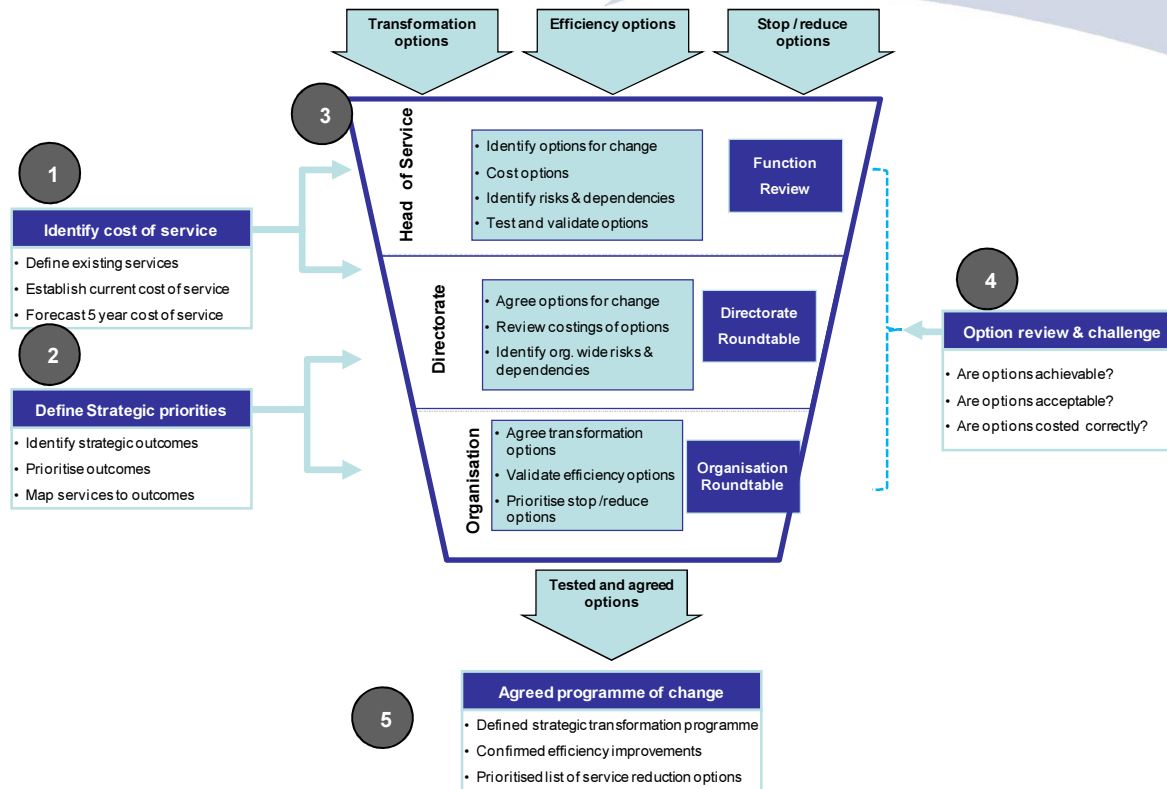 Transformation
options
Efficiency options
Stop / reduce
options
3
Head of Service
• Identify options for change
• Cost options
• Identify risks & dependencies
• Test and validate options
Function
Review
1
Identify cost of service
• Define existing services
• Establish current cost of service
• Forecast 5 year cost of service
2
Define Strategic priorities
• Identify strategic outcomes
• Prioritise outcomes
• Map services to outcomes
Directorate
• Agree options for change
• Review costings of options
• Identify org. wide risks &
dependencies
Directorate
Roundtable
4
Option review & challenge
• Are options achievable?
• Are options acceptable?
• Are options costed correctly?
Organisation
• Agree transformation
options
• Validate efficiency options
• Prioritise stop /reduce
options
Organisation
Roundtable
Tested and agreed
options
5
Agreed programme of change
• Defined strategic transformation programme
• Confirmed efficiency improvements
• Prioritised list of service reduction options